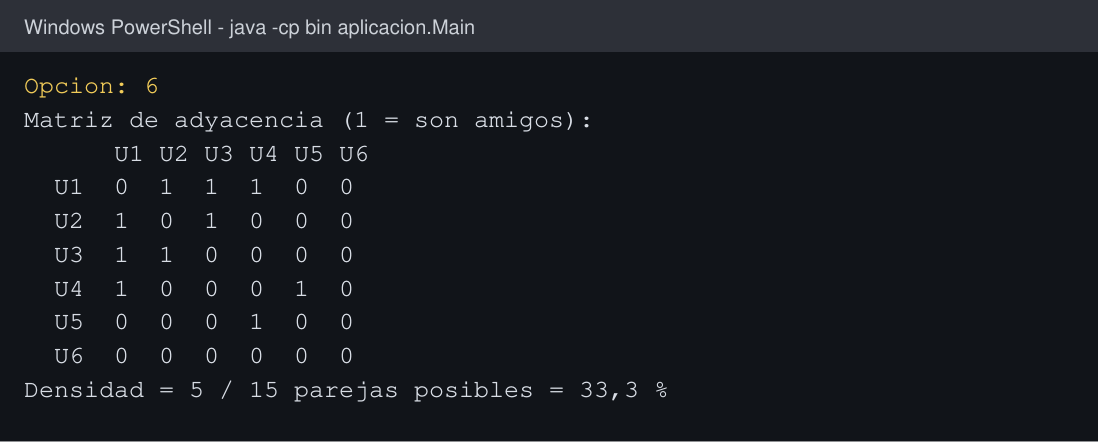 Windows PowerShell - java -cp bin aplicacion.Main
Opcion: 6
Matriz de adyacencia (1 = son amigos):
      U1 U2 U3 U4 U5 U6
  U1  0  1  1  1  0  0
  U2  1  0  1  0  0  0
  U3  1  1  0  0  0  0
  U4  1  0  0  0  1  0
  U5  0  0  0  1  0  0
  U6  0  0  0  0  0  0
Densidad = 5 / 15 parejas posibles = 33,3 %